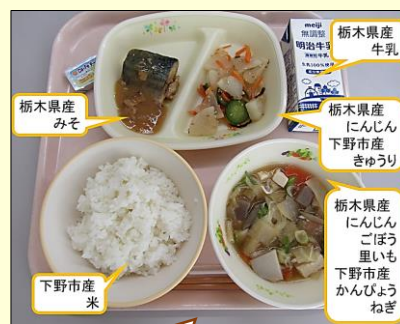 meiji
無調整
明治牛乳
栃木県産
牛乳
栃木県産
みそ
栃木県産
にんじん
下野市産
きゅうり
栃木県産
にんじん
ごぼう
里いも
下野市産
かんぴょう
ねぎ
下野市産
米